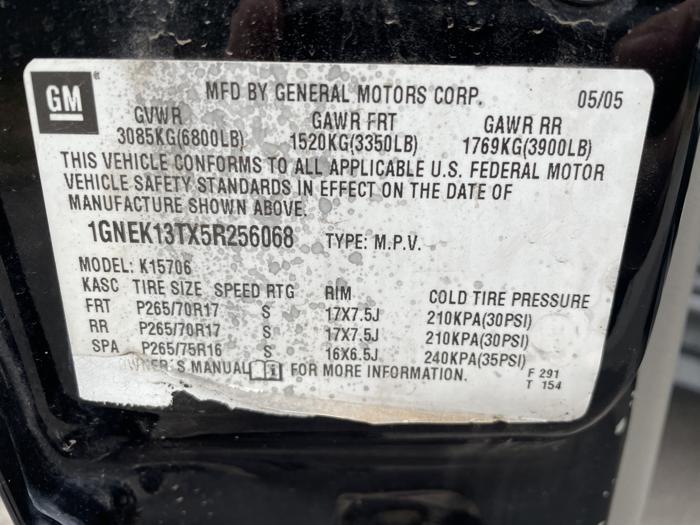 GM
MFD BY GENERAL MOTORS CORP. 05/05
GVWR GAWR FRT GAWR RR
3085KG(6800LB) 1520KG(3350LB) 1769KG(3900LB)
THIS VEHICLE CONFORMS TO ALL APPLICABLE U.S. FEDERAL MOTOR
VEHICLE SAFETY STANDARDS IN EFFECT ON THE DATE OF
MANUFACTURE SHOWN ABOVE.
1GNEK13TX5R256068 TYPE: M.P.V.
MODEL: K15706
KASC TIRE SIZE SPEED RTG RIM COLD TIRE PRESSURE
FRT P265/70R17 S 17X7.5J 210KPA(30PSI)
RR P265/70R17 S 17X7.5J 210KPA(30PSI)
SPA P265/75R16 S 16X6.5J 240KPA(35PSI)
OWNER'S MANUAL FOR MORE INFORMATION. F 291
T 154